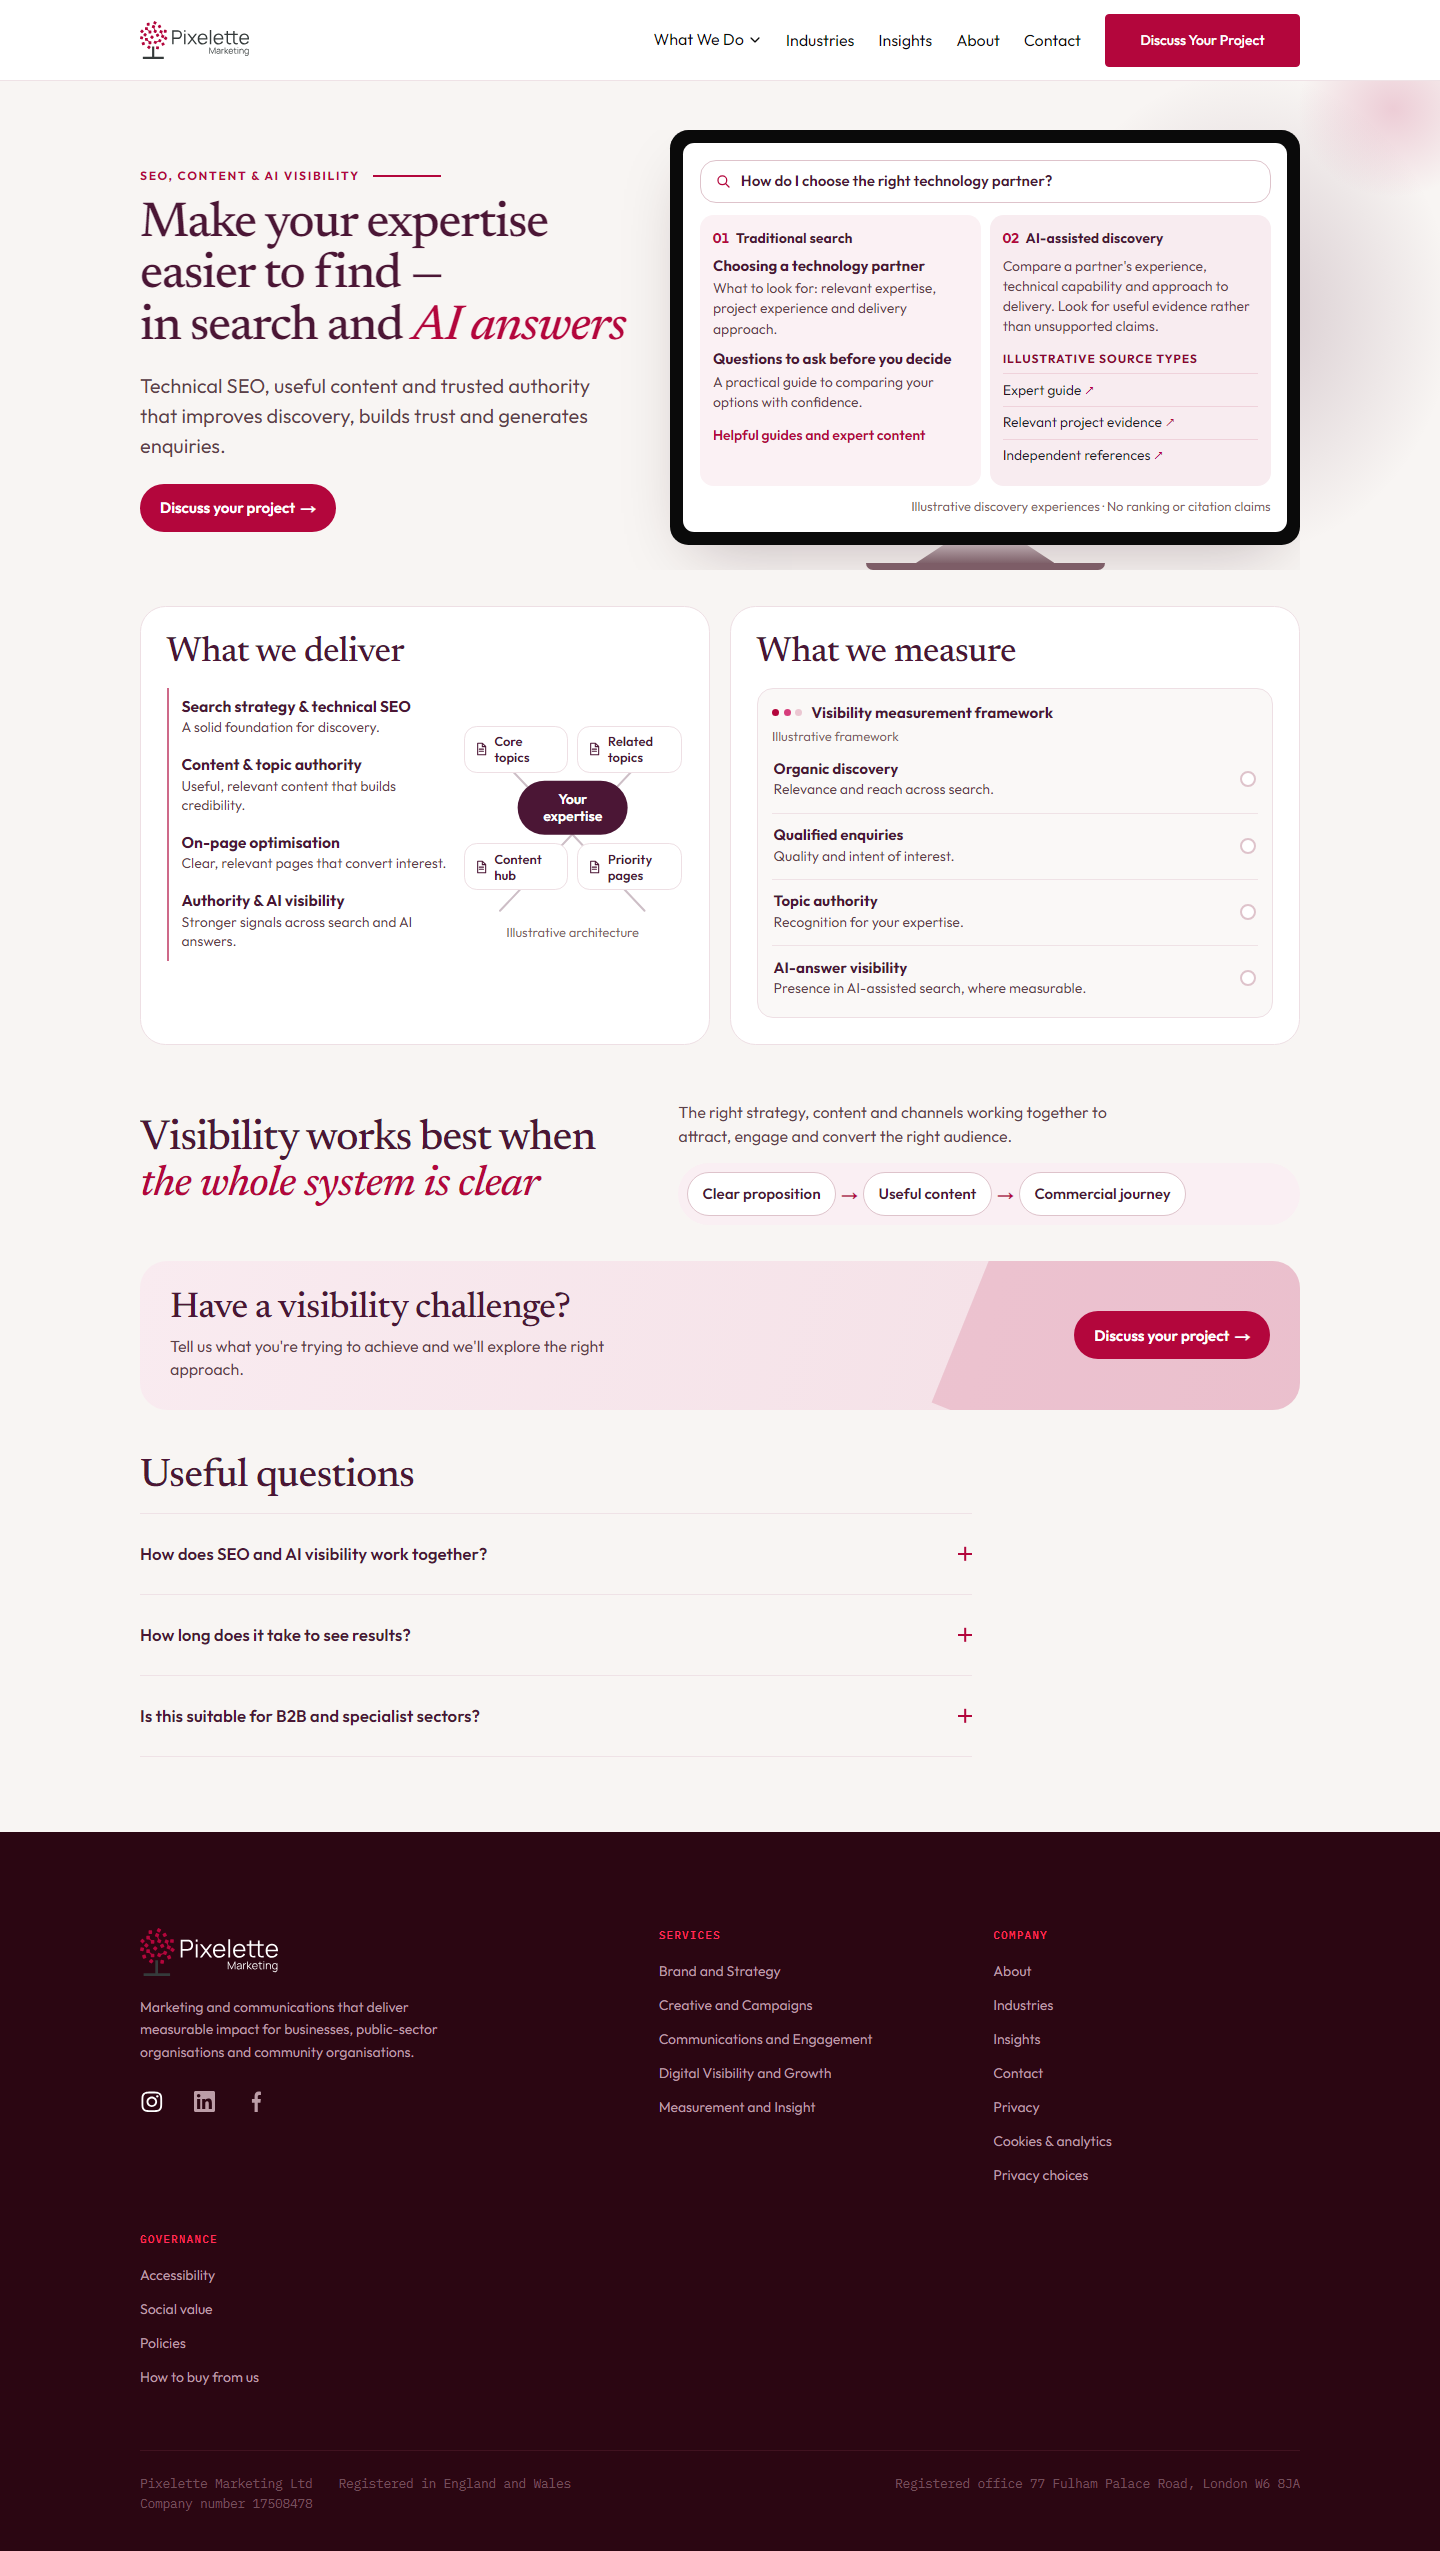 Pixelette
Marketing
What We Do
Industries
Insights
About
Contact
Discuss Your Project
SEO, CONTENT & AI VISIBILITY
Make your expertise
easier to find –
in search and AI answers
Technical SEO, useful content and trusted authority
that improves discovery, builds trust and generates
enquiries.
Discuss your project →
How do I choose the right technology partner?
01 Traditional search
Choosing a technology partner
What to look for: relevant expertise,
project experience and delivery
approach.
Questions to ask before you decide
A practical guide to comparing your
options with confidence.
Helpful guides and expert content
02 AI-assisted discovery
Compare a partner's experience,
technical capability and approach to
delivery. Look for useful evidence rather
than unsupported claims.
ILLUSTRATIVE SOURCE TYPES
Expert guide ↗
Relevant project evidence ↗
Independent references ↗
Illustrative discovery experiences · No ranking or citation claims
What we deliver
Search strategy & technical SEO
A solid foundation for discovery.
Content & topic authority
Useful, relevant content that builds
credibility.
On-page optimisation
Clear, relevant pages that convert interest.
Authority & AI visibility
Stronger signals across search and AI
answers.
Core
topics
Related
topics
Your
expertise
Content
hub
Priority
pages
Illustrative architecture
What we measure
Visibility measurement framework
Illustrative framework
Organic discovery
Relevance and reach across search.
Qualified enquiries
Quality and intent of interest.
Topic authority
Recognition for your expertise.
AI-answer visibility
Presence in AI-assisted search, where measurable.
Visibility works best when
the whole system is clear
The right strategy, content and channels working together to
attract, engage and convert the right audience.
Clear proposition → Useful content → Commercial journey
Have a visibility challenge?
Tell us what you're trying to achieve and we'll explore the right
approach.
Discuss your project →
Useful questions
How does SEO and AI visibility work together? +
How long does it take to see results? +
Is this suitable for B2B and specialist sectors? +
Pixelette
Marketing
Marketing and communications that deliver
measurable impact for businesses, public-sector
organisations and community organisations.
SERVICES
Brand and Strategy
Creative and Campaigns
Communications and Engagement
Digital Visibility and Growth
Measurement and Insight
COMPANY
About
Industries
Insights
Contact
Privacy
Cookies & analytics
Privacy choices
GOVERNANCE
Accessibility
Social value
Policies
How to buy from us
Pixelette Marketing Ltd
Registered in England and Wales
Company number 17508478
Registered office 77 Fulham Palace Road, London W6 8JA